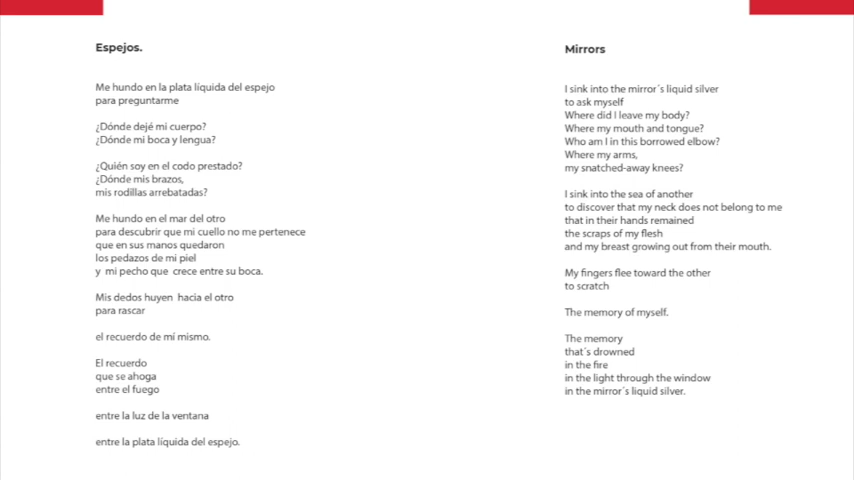 Espejos.
Me hundo en la plata líquida del espejo
para preguntarme
¿Dónde dejé mi cuerpo?
¿Dónde mi boca y lengua?
¿Quién soy en el codo prestado?
¿Dónde mis brazos,
mis rodillas arrebatadas?
Me hundo en el mar del otro
para descubrir que mi cuello no me pertenece
que en sus manos quedaron
los pedazos de mi piel
y mi pecho que crece entre su boca.
Mis dedos huyen hacia el otro
para rascar
el recuerdo de mí mismo.
El recuerdo
que se ahoga
entre el fuego
entre la luz de la ventana
entre la plata líquida del espejo.
Mirrors
I sink into the mirror´s liquid silver
to ask myself
Where did I leave my body?
Where my mouth and tongue?
Who am I in this borrowed elbow?
Where my arms,
my snatched-away knees?
I sink into the sea of another
to discover that my neck does not belong to me
that in their hands remained
the scraps of my flesh
and my breast growing out from their mouth.
My fingers flee toward the other
to scratch
The memory of myself.
The memory
that´s drowned
in the fire
in the light through the window
in the mirror´s liquid silver.